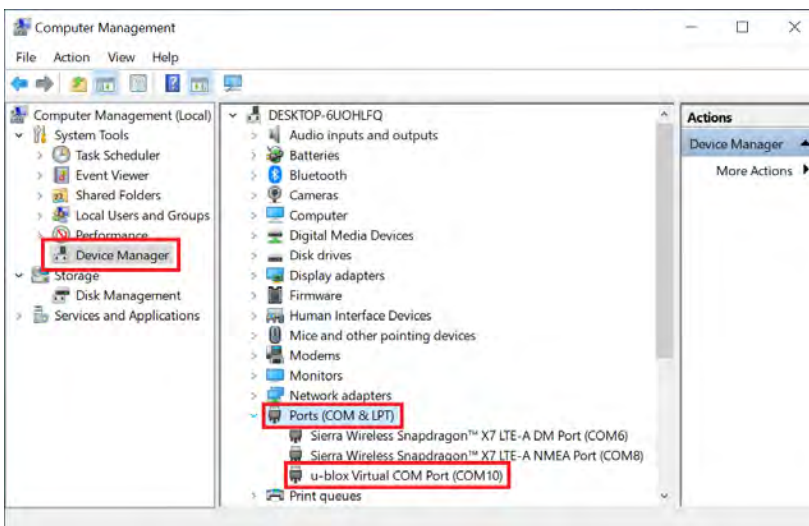 Computer Management
File Action View Help
Computer Management (Local)
System Tools
Task Scheduler
Event Viewer
Shared Folders
Local Users and Groups
Performance
Device Manager
Storage
Disk Management
Services and Applications
DESKTOP-6UOHLFQ
Audio inputs and outputs
Batteries
Bluetooth
Cameras
Computer
Digital Media Devices
Disk drives
Display adapters
Firmware
Human Interface Devices
Mice and other pointing devices
Modems
Monitors
Network adapters
Ports (COM & LPT)
Sierra Wireless Snapdragon™ X7 LTE-A DM Port (COM6)
Sierra Wireless Snapdragon™ X7 LTE-A NMEA Port (COM8)
u-blox Virtual COM Port (COM10)
Print queues
Actions
Device Manager
More Actions